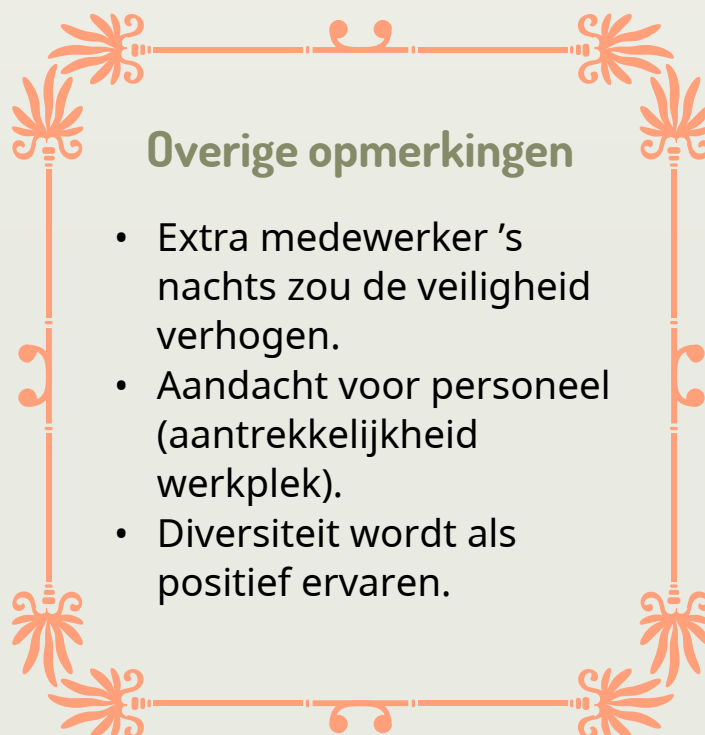 Overige opmerkingen
• Extra medewerker ’s
nachts zou de veiligheid
verhogen.
• Aandacht voor personeel
(aantrekkelijkheid
werkplek).
• Diversiteit wordt als
positief ervaren.